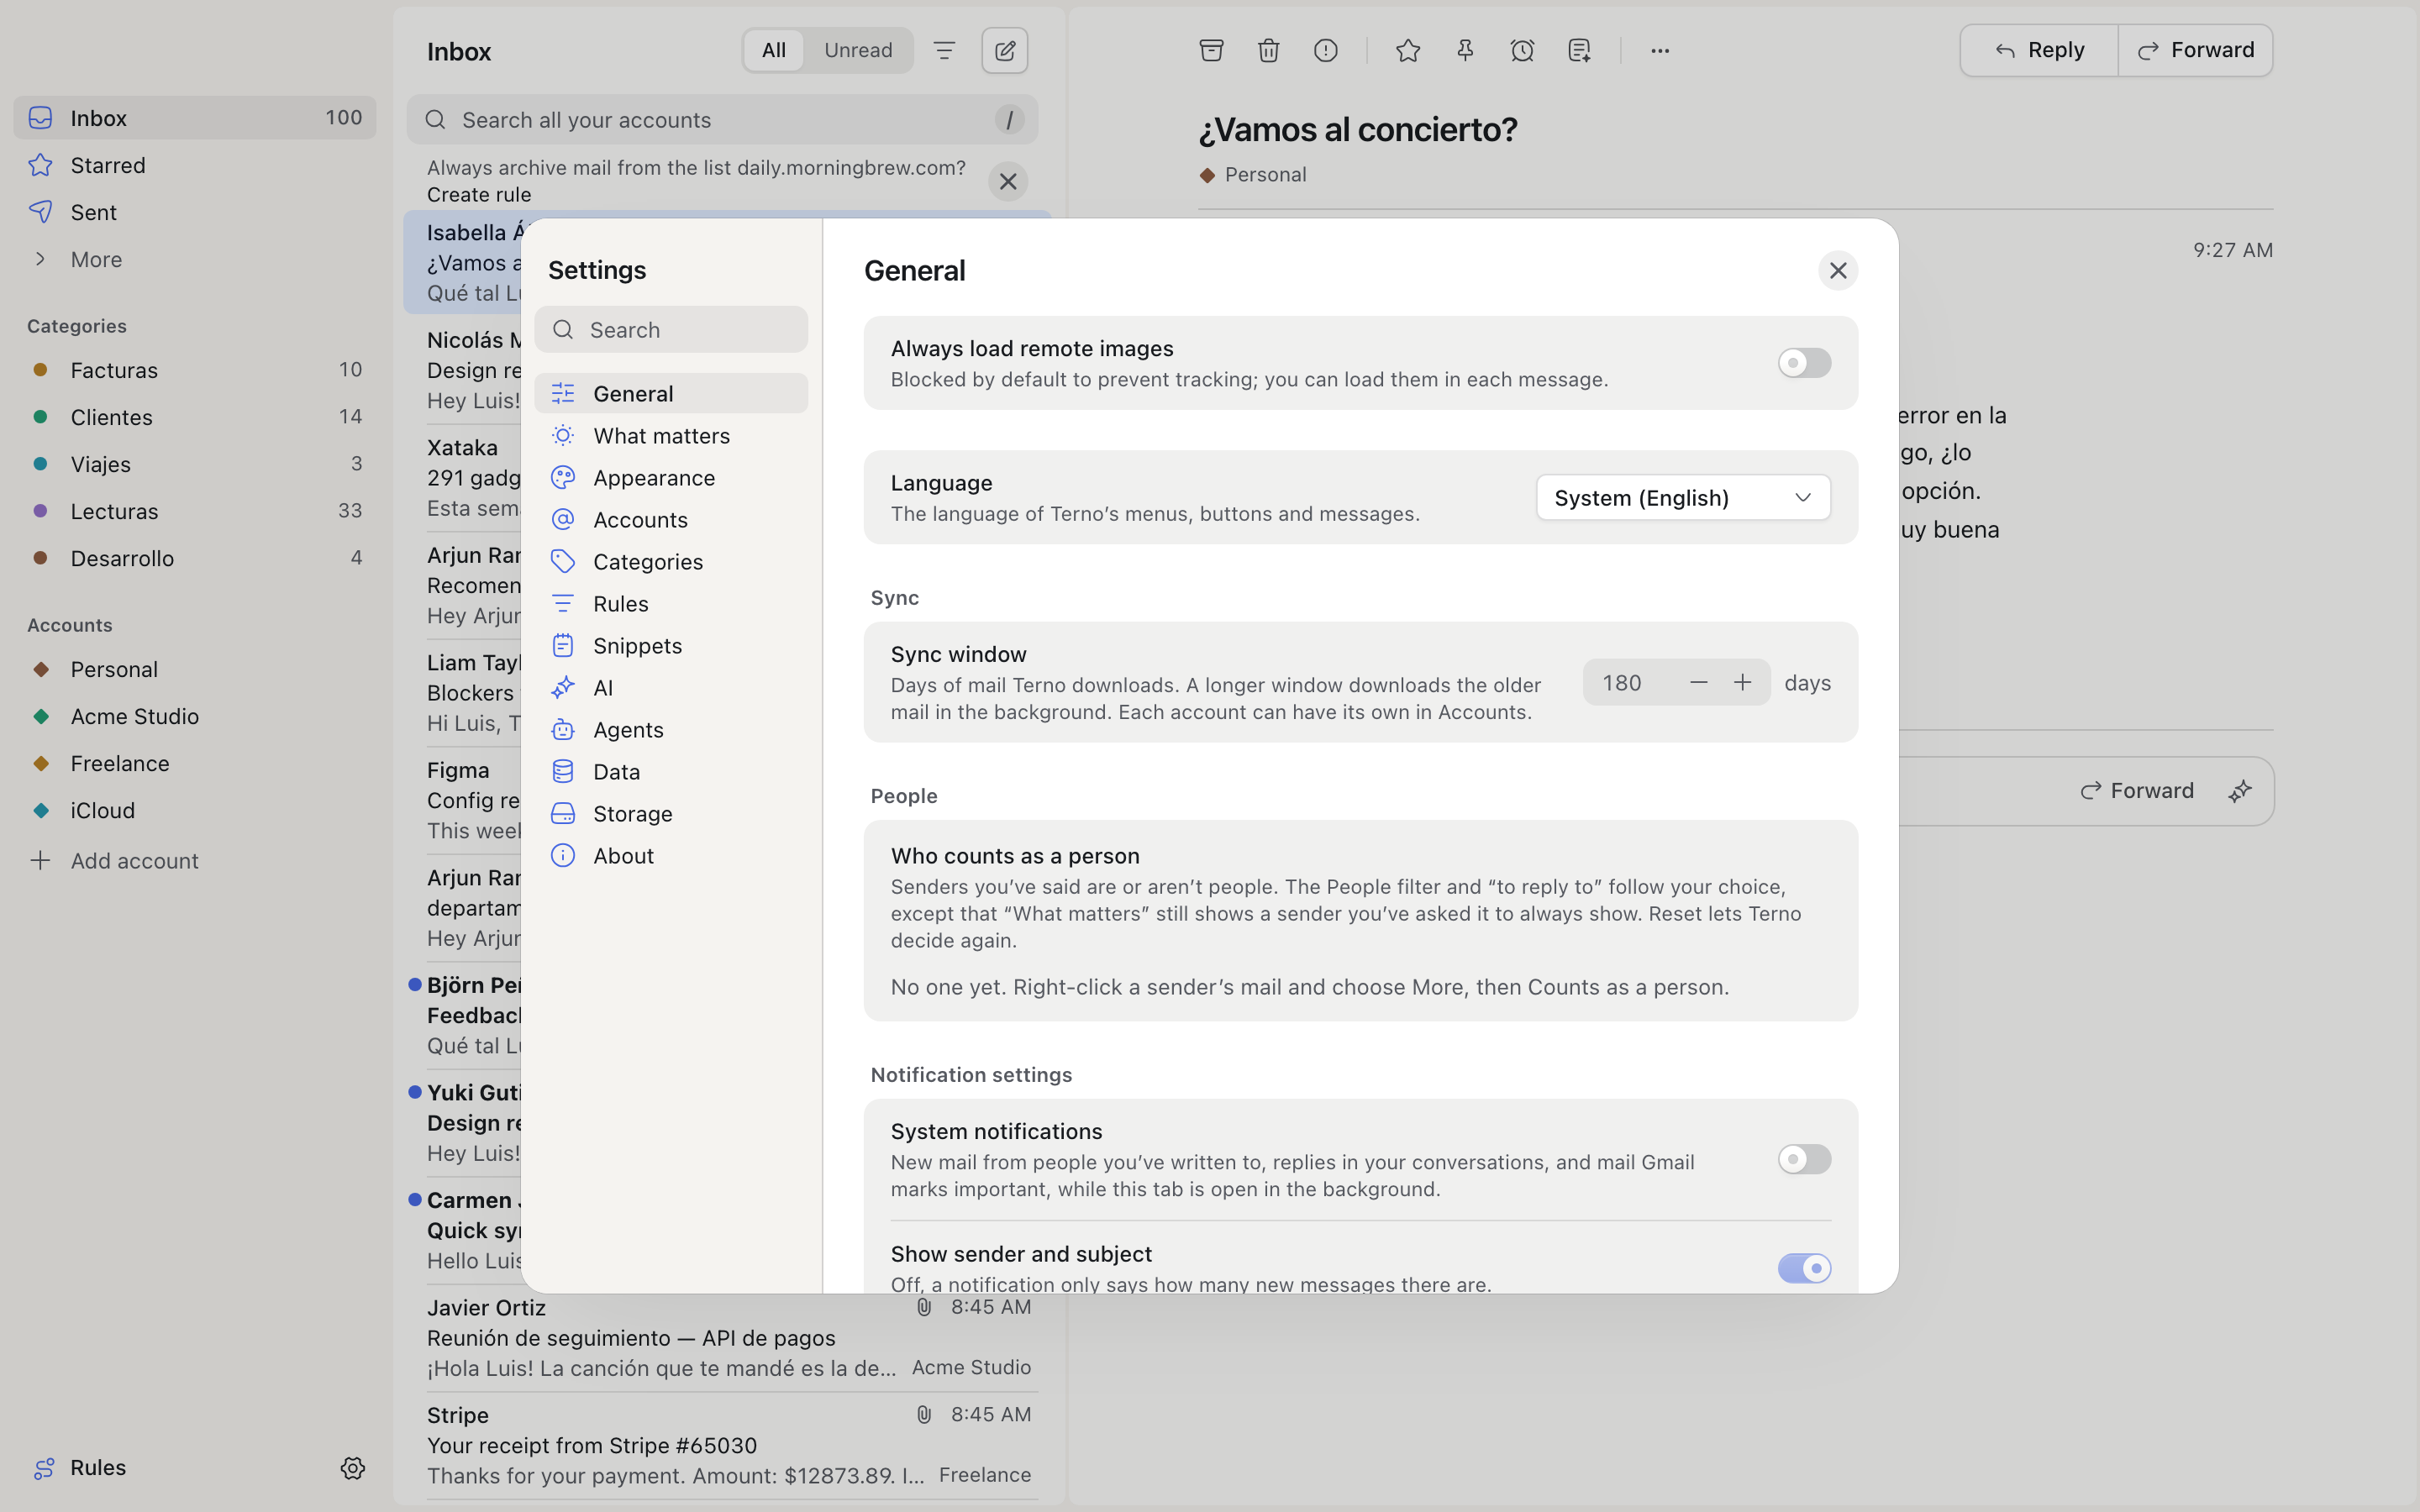 Inbox 100
Starred
Sent
More
Categories
Facturas 10
Clientes 14
Viajes 3
Lecturas 33
Desarrollo 4
Accounts
Personal
Acme Studio
Freelance
iCloud
Add account
Rules
Inbox All Unread
Search all your accounts /
Always archive mail from the list daily.morningbrew.com?
Create rule
Isabella
¿Vamos
Qué tal
Nicolás
Design
Hey Luis!
Xataka
291
Esta
Arjun
Hey
Liam
Blockers
Hi Luis,
Figma
Config
This
Arjun
Hey
Björn
Qué tal
Yuki
Design
Hey Luis!
Carmen
Quick
Hello
Javier Ortiz 8:45 AM
Reunión de seguimiento — API de pagos
¡Hola Luis! La canción que te mandé es la de... Acme Studio
Stripe 8:45 AM
Your receipt from Stripe #65030
Thanks for your payment. Amount: $12873.89. I... Freelance
Reply Forward
¿Vamos al concierto?
Personal
9:27 AM
error en la
¿lo
opción.
buena
Forward
Settings
Search
General
What matters
Appearance
Accounts
Categories
Rules
Snippets
AI
Agents
Data
Storage
About
General
Always load remote images
Blocked by default to prevent tracking; you can load them in each message.
Language
The language of Terno’s menus, buttons and messages.
System (English)
Sync
Sync window
Days of mail Terno downloads. A longer window downloads the older
mail in the background. Each account can have its own in Accounts.
180 days
People
Who counts as a person
Senders you’ve said are or aren’t people. The People filter and “to reply to” follow your choice,
except that “What matters” still shows a sender you’ve asked it to always show. Reset lets Terno
decide again.
No one yet. Right-click a sender’s mail and choose More, then Counts as a person.
Notification settings
System notifications
New mail from people you’ve written to, replies in your conversations, and mail Gmail
marks important, while this tab is open in the background.
Show sender and subject
Off, a notification only says how many new messages there are.